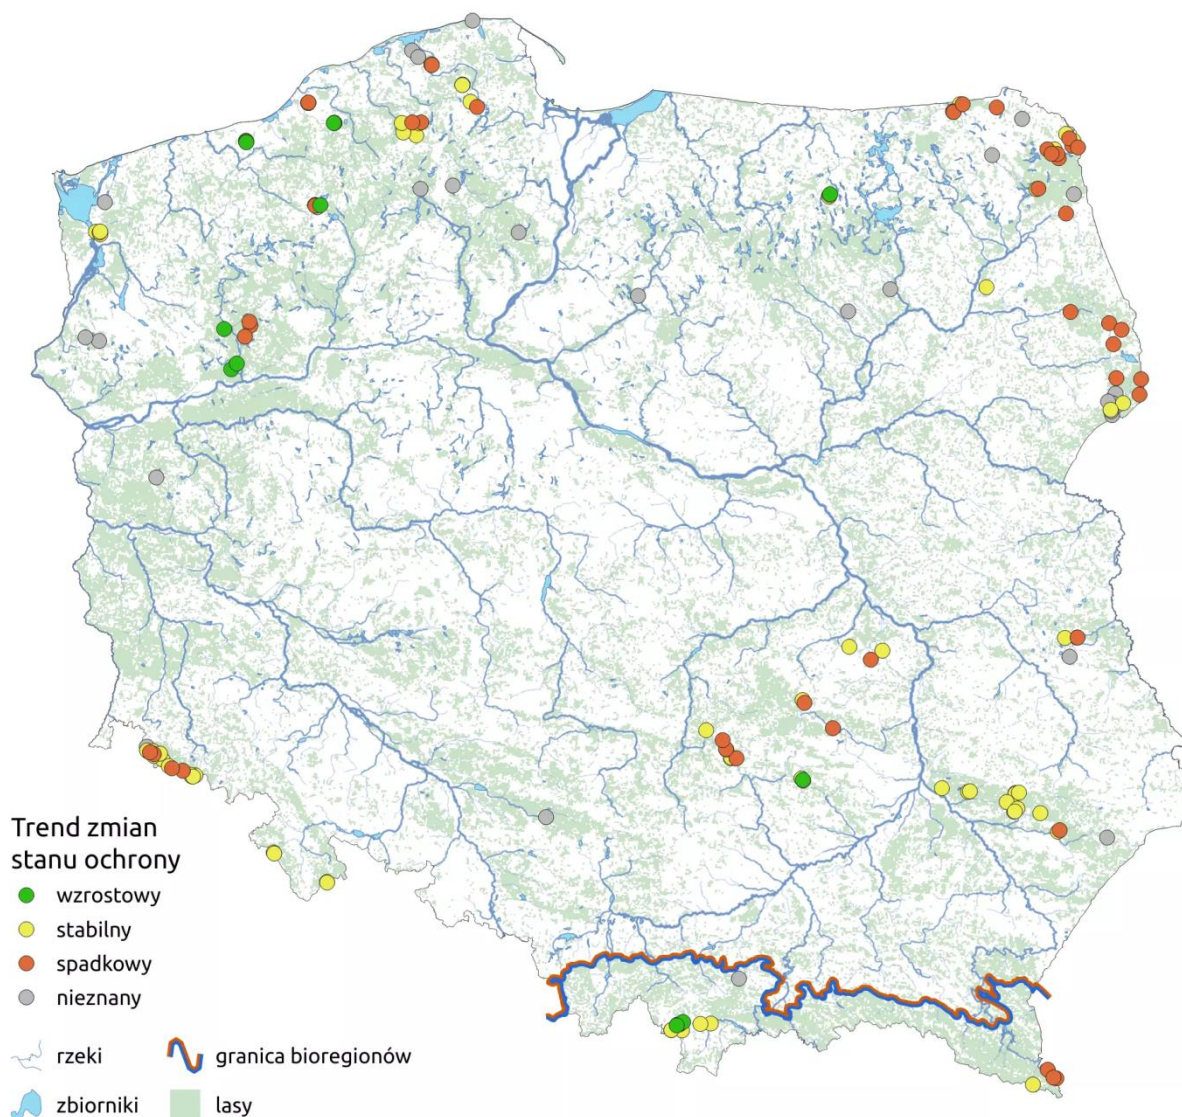 Trend zmian
stanu ochrony
wzrostowy
stabilny
spadkowy
nieznany
rzeki
granica bioregionów
zbiorniki
lasy